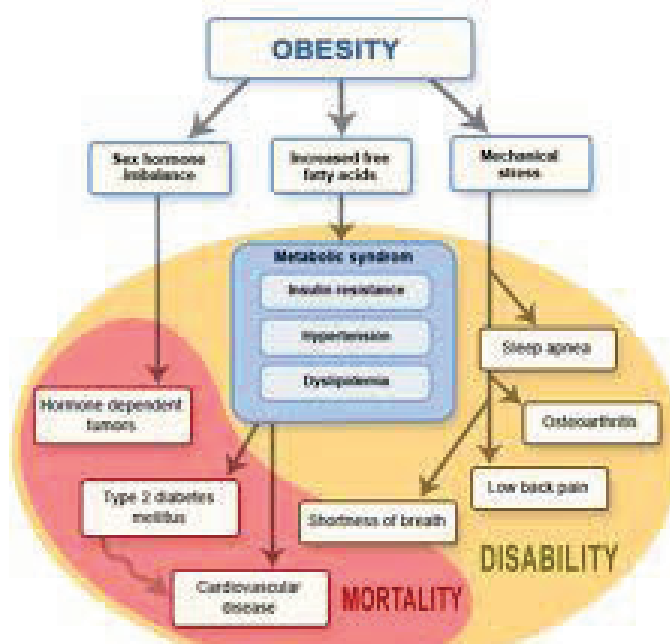 OBESITY
Sex hormone
imbalance
Increased free
fatty acids
Mechanical
stress
Metabolic syndrom
Insulin resistance
Hypertension
Dyslipidemia
Sleep apnea
Hormone dependent
tumors
Osteoarthritis
Type 2 diabetes
mellitus
Low back pain
Shortness of breath
DISABILITY
Cardiovascular
disease
MORTALITY